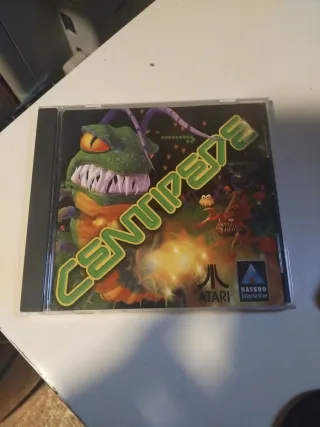 CENTIPEDE
ATARI
HASBRO
Interactive